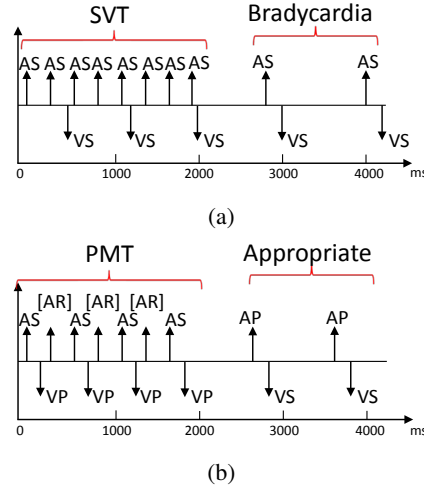 SVT Bradycardia
AS AS AS AS AS AS AS AS AS AS
VS VS VS VS VS
0 1000 2000 3000 4000 ms
(a)
PMT Appropriate
[AR] [AR] [AR]
AS AS AS AS AP AP
VP VP VP VP VS VS
0 1000 2000 3000 4000 ms
(b)